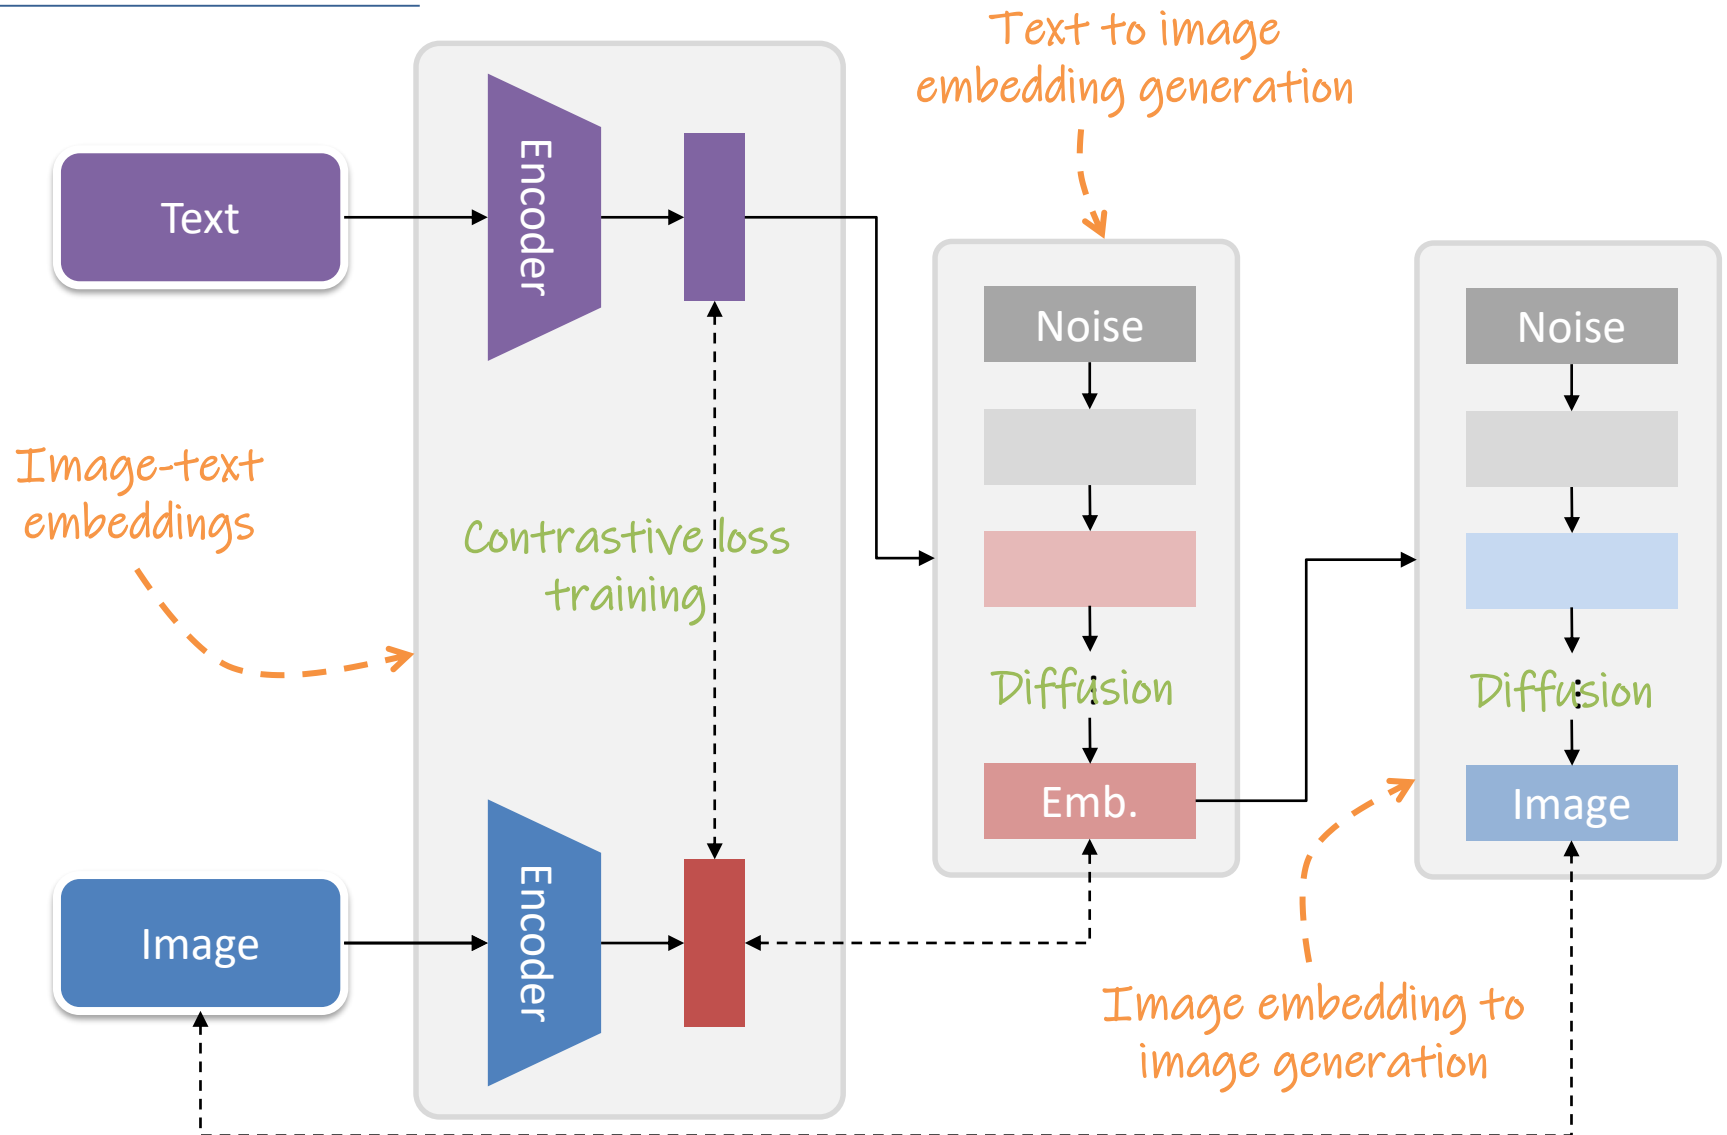 Text to image
embedding generation
Text
Encoder
Noise
Noise
Image-text
embeddings
Contrastive loss
training
Diffusion
Diffusion
Emb.
Image
Image
Encoder
Image embedding to
image generation